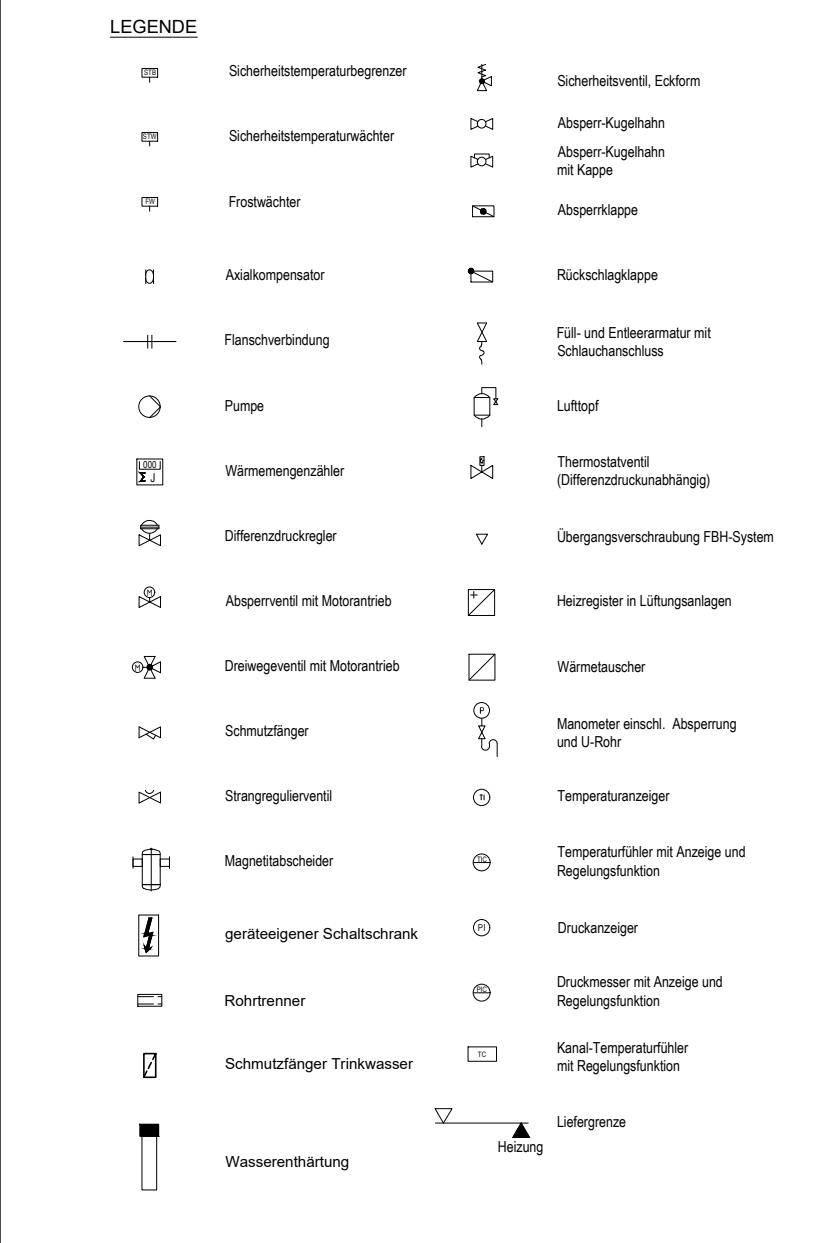 LEGENDE
STB
Sicherheitstemperaturbegrenzer
STW
Sicherheitstemperaturwächter
FW
Frostwächter
Axialkompensator
Flanschverbindung
Pumpe
000
Σ J
Wärmemengenzähler
Differenzdruckregler
M
Absperrventil mit Motorantrieb
M
Dreiwegeventil mit Motorantrieb
Schmutzfänger
Strangregulierventil
Magnetitabscheider
geräteeigener Schaltschrank
Rohrtrenner
Schmutzfänger Trinkwasser
Wasserenthärtung
Sicherheitsventil, Eckform
Absperr-Kugelhahn
Absperr-Kugelhahn
mit Kappe
Absperrklappe
Rückschlagklappe
Füll- und Entleerarmatur mit
Schlauchanschluss
Lufttopf
Thermostatventil
(Differenzdruckunabhängig)
Übergangsverschraubung FBH-System
+
Heizregister in Lüftungsanlagen
Wärmetauscher
P
Manometer einschl. Absperrung
und U-Rohr
TI
Temperaturanzeiger
TIC
Temperaturfühler mit Anzeige und
Regelungsfunktion
PI
Druckanzeiger
PIC
Druckmesser mit Anzeige und
Regelungsfunktion
TC
Kanal-Temperaturfühler
mit Regelungsfunktion
Liefergrenze
Heizung